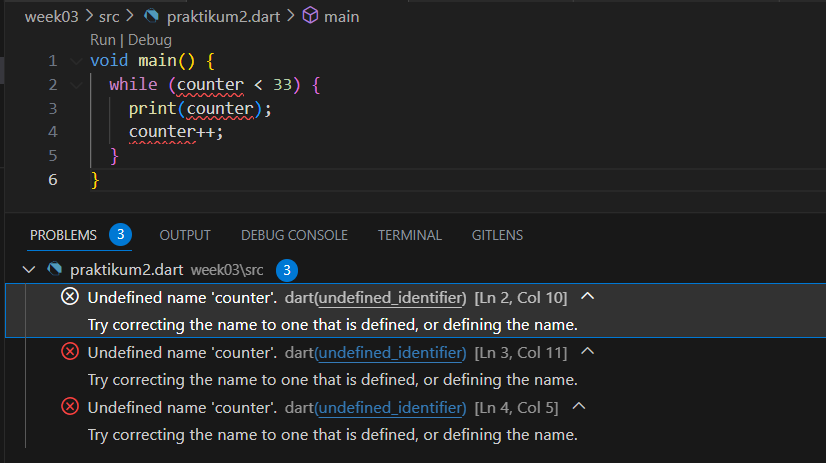 week03 > src > praktikum2.dart > main
Run | Debug
1 void main() {
2 while (counter < 33) {
3 print(counter);
4 counter++;
5 }
6 }
PROBLEMS 3 OUTPUT DEBUG CONSOLE TERMINAL GITLENS
praktikum2.dart week03\src 3
Undefined name 'counter'. dart(undefined_identifier) [Ln 2, Col 10]
Try correcting the name to one that is defined, or defining the name.
Undefined name 'counter'. dart(undefined_identifier) [Ln 3, Col 11]
Try correcting the name to one that is defined, or defining the name.
Undefined name 'counter'. dart(undefined_identifier) [Ln 4, Col 5]
Try correcting the name to one that is defined, or defining the name.